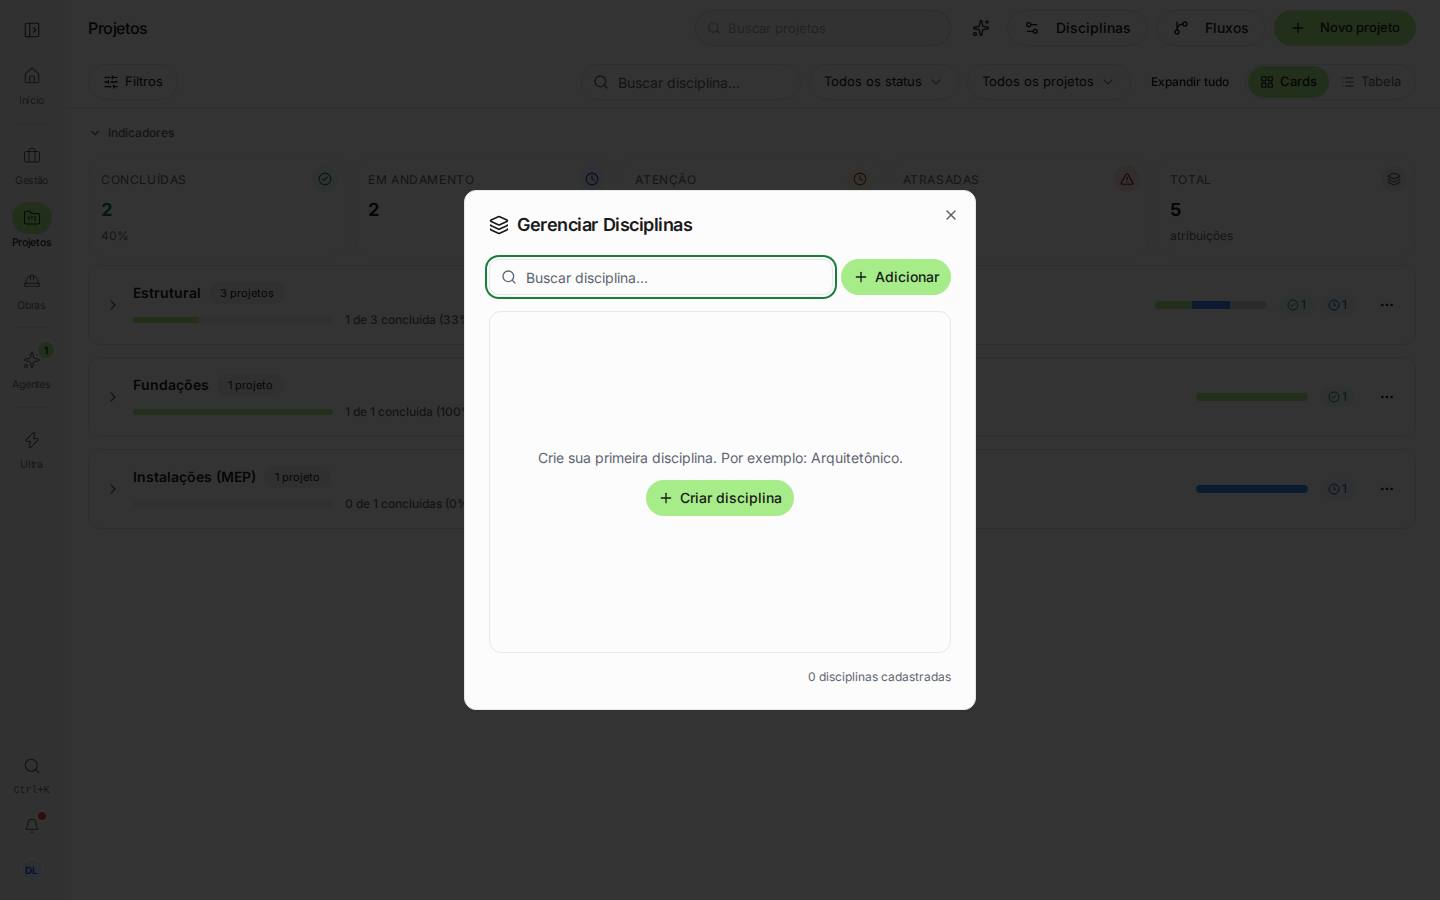 Projetos
Buscar projetos
Disciplinas
Fluxos
Novo projeto
Filtros
Buscar disciplina...
Todos os status
Todos os projetos
Expandir tudo
Cards
Tabela
Início
Gestão
Projetos
Obras
1
Agentes
Ultra
Ctrl+K
DL
Indicadores
CONCLUÍDAS
2
40%
EM ANDAMENTO
2
ATENÇÃO
ATRASADAS
TOTAL
5
atribuições
Estrutural
3 projetos
1 de 3 concluída (33%
1
1
Fundações
1 projeto
1 de 1 concluída (100%
1
Instalações (MEP)
1 projeto
0 de 1 concluídas (0%
1
Gerenciar Disciplinas
Buscar disciplina...
Adicionar
Crie sua primeira disciplina. Por exemplo: Arquitetônico.
Criar disciplina
0 disciplinas cadastradas